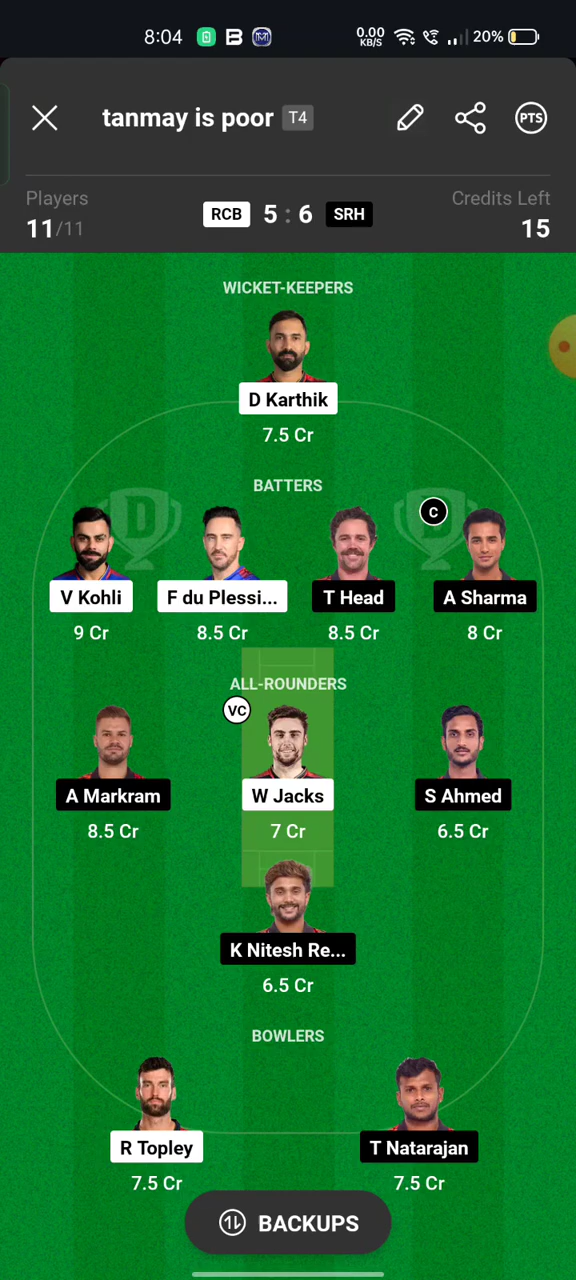 8:04
0.00 KB/S
20%
tanmay is poor T4
PTS
Players
Credits Left
11/11
RCB 5 : 6 SRH
15
WICKET-KEEPERS
D Karthik
7.5 Cr
BATTERS
C
V Kohli
F du Plessi...
T Head
A Sharma
9 Cr
8.5 Cr
8.5 Cr
8 Cr
ALL-ROUNDERS
VC
A Markram
W Jacks
S Ahmed
8.5 Cr
7 Cr
6.5 Cr
K Nitesh Re...
6.5 Cr
BOWLERS
R Topley
T Natarajan
7.5 Cr
7.5 Cr
BACKUPS